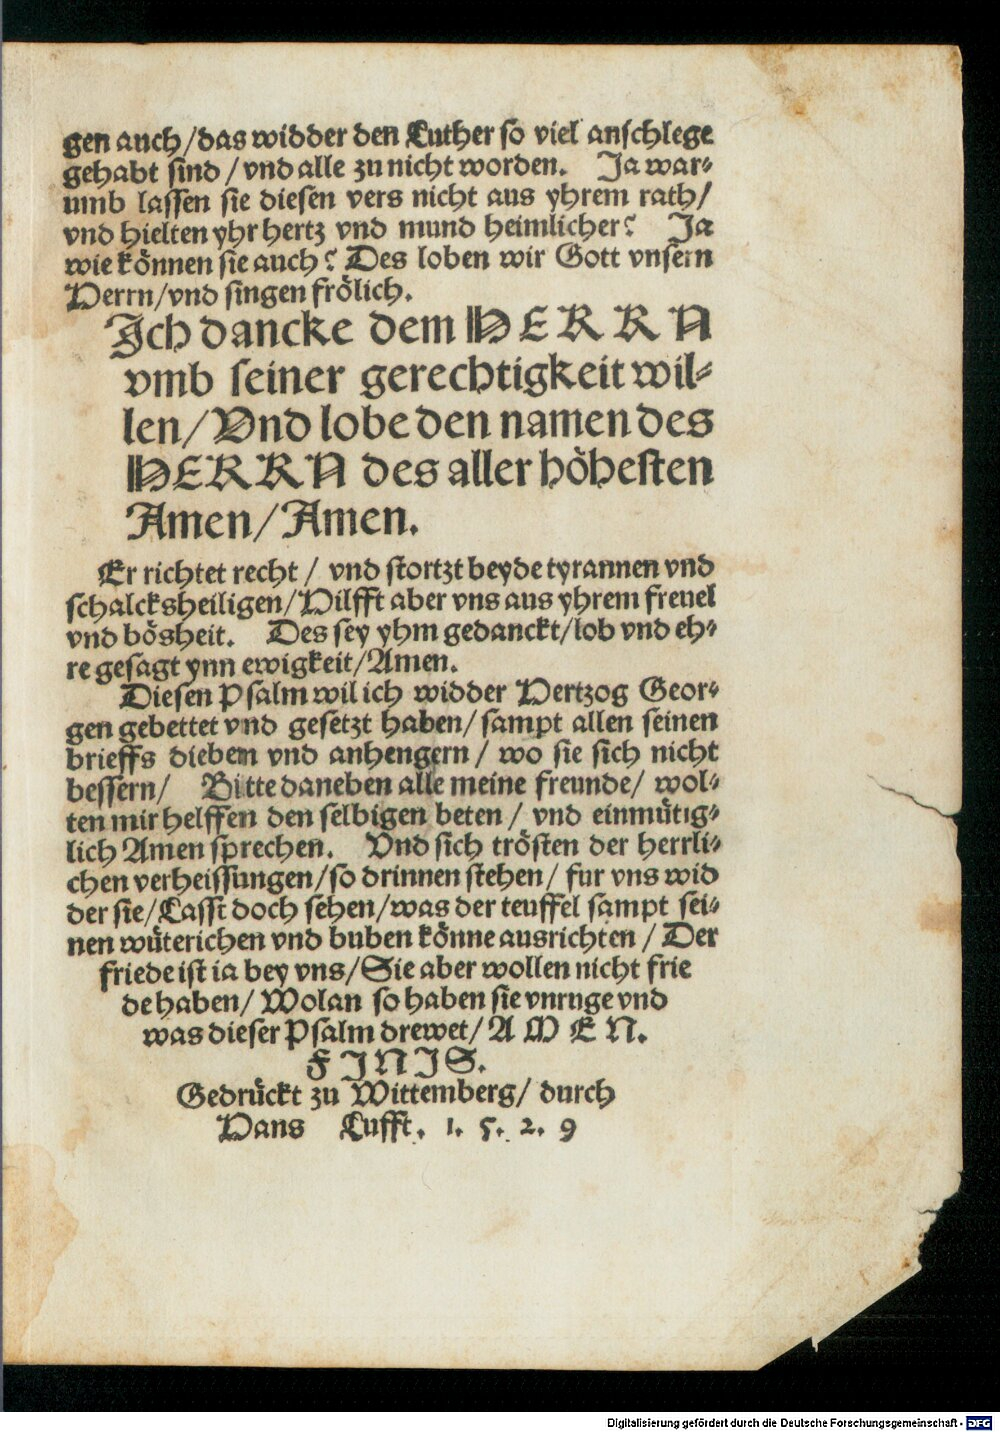 gen auch/das widder den Luther so viel anschlege
gehabt sind / vnd alle zu nicht worden. Ja war⸗
umb lassen sie diesen vers nicht aus yhrem rath/
vnd hielten yhr hertz vnd mund heimlicher? Ja
wie können sie auch? Des loben wir Gott vnsern
Herrn/vnd singen frölich.
Ich dancke dem HERRN
vmb seiner gerechtigkeit wil⸗
len/Vnd lobe den namen des
HERRN des aller höhesten
Amen/Amen.
Er richtet recht / vnd stortzt beyde tyrannen vnd
schalcksheiligen/Hilfft aber vns aus yhrem freuel
vnd bösheit. Des sey yhm gedanckt/lob vnd eh⸗
re gesagt ynn ewigkeit/Amen.
Diesen Psalm wil ich widder Hertzog Geor⸗
gen gebettet vnd gesetzt haben/sampt allen seinen
brieffs dieben vnd anhengern / wo sie sich nicht
bessern/ Bitte daneben alle meine freunde/ wol⸗
ten mir helffen den selbigen beten / vnd einmütig⸗
lich Amen sprechen. Vnd sich trösten der herrli⸗
chen verheissungen/so drinnen stehen/ fur vns wid
der sie/Lasst doch sehen/was der teuffel sampt sei⸗
nen wüterichen vnd buben könne ausrichten / Der
friede ist ia bey vns/Sie aber wollen nicht frie
de haben/ Wolan so haben sie vnruge vnd
was dieser Psalm drewet/ A M E N.
F I N I S.
Gedrückt zu Wittemberg/ durch
Hans Lufft. 1. 5. 2. 9
Digitalisierung gefördert durch die Deutsche Forschungsgemeinschaft - DFG